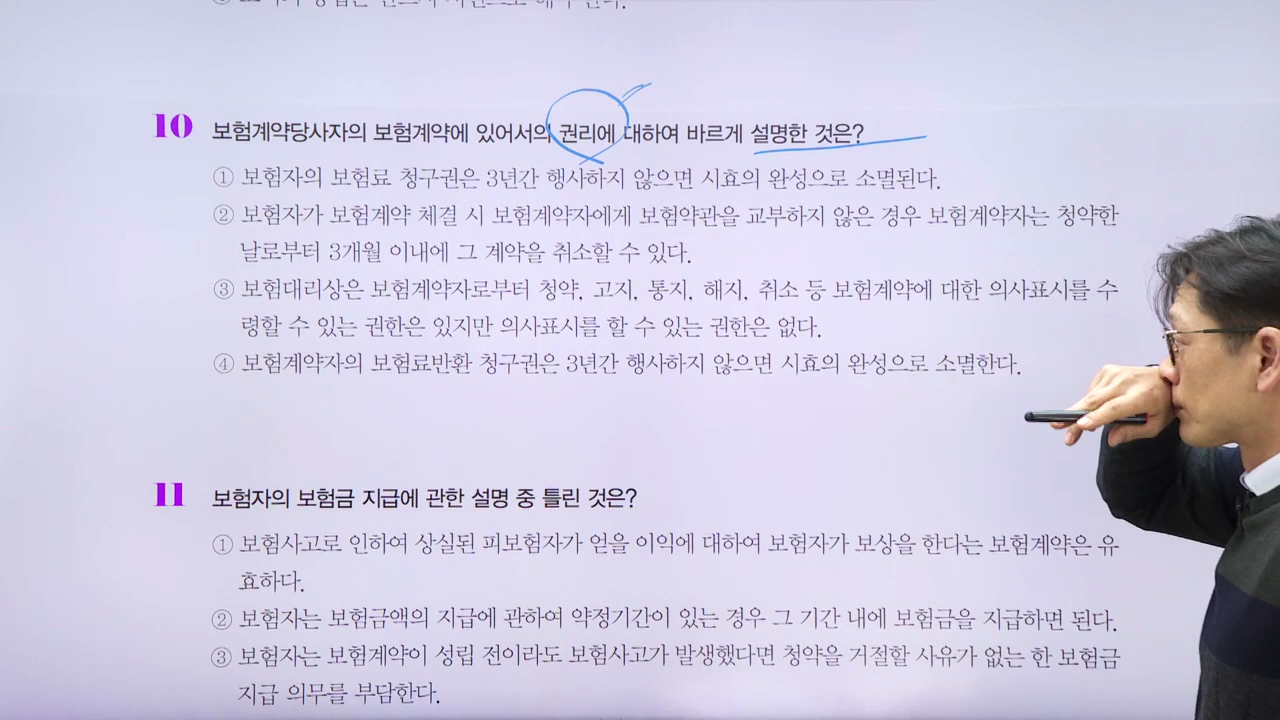 10 보험계약당사자의 보험계약에 있어서의 권리에 대하여 바르게 설명한 것은?
① 보험자의 보험료 청구권은 3년간 행사하지 않으면 시효의 완성으로 소멸된다.
② 보험자가 보험계약 체결 시 보험계약자에게 보험약관을 교부하지 않은 경우 보험계약자는 청약한
날로부터 3개월 이내에 그 계약을 취소할 수 있다.
③ 보험대리상은 보험계약자로부터 청약, 고지, 통지, 해지, 취소 등 보험계약에 대한 의사표시를 수
령할 수 있는 권한은 있지만 의사표시를 할 수 있는 권한은 없다.
④ 보험계약자의 보험료반환 청구권은 3년간 행사하지 않으면 시효의 완성으로 소멸한다.
11 보험자의 보험금 지급에 관한 설명 중 틀린 것은?
① 보험사고로 인하여 상실된 피보험자가 얻을 이익에 대하여 보험자가 보상을 한다는 보험계약은 유
효하다.
② 보험자는 보험금액의 지급에 관하여 약정기간이 있는 경우 그 기간 내에 보험금을 지급하면 된다.
③ 보험자는 보험계약이 성립 전이라도 보험사고가 발생했다면 청약을 거절할 사유가 없는 한 보험금
지급 의무를 부담한다.